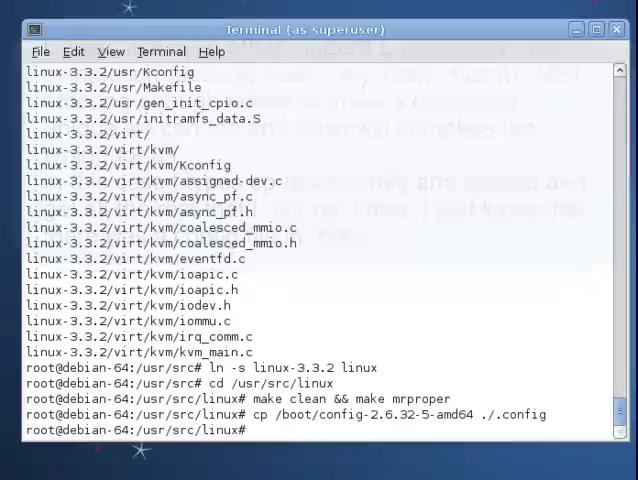 Terminal (as superuser)
File Edit View Terminal Help
linux-3.3.2/usr/Kconfig
linux-3.3.2/usr/Makefile
linux-3.3.2/usr/gen_init_cpio.c
linux-3.3.2/usr/initramfs_data.S
linux-3.3.2/virt/
linux-3.3.2/virt/kvm/
linux-3.3.2/virt/kvm/Kconfig
linux-3.3.2/virt/kvm/assigned-dev.c
linux-3.3.2/virt/kvm/async_pf.c
linux-3.3.2/virt/kvm/async_pf.h
linux-3.3.2/virt/kvm/coalesced_mmio.c
linux-3.3.2/virt/kvm/coalesced_mmio.h
linux-3.3.2/virt/kvm/eventfd.c
linux-3.3.2/virt/kvm/ioapic.c
linux-3.3.2/virt/kvm/ioapic.h
linux-3.3.2/virt/kvm/iodev.h
linux-3.3.2/virt/kvm/iommu.c
linux-3.3.2/virt/kvm/irq_comm.c
linux-3.3.2/virt/kvm/kvm_main.c
root@debian-64:/usr/src# ln -s linux-3.3.2 linux
root@debian-64:/usr/src# cd /usr/src/linux
root@debian-64:/usr/src/linux# make clean && make mrproper
root@debian-64:/usr/src/linux# cp /boot/config-2.6.32-5-amd64 ./.config
root@debian-64:/usr/src/linux#